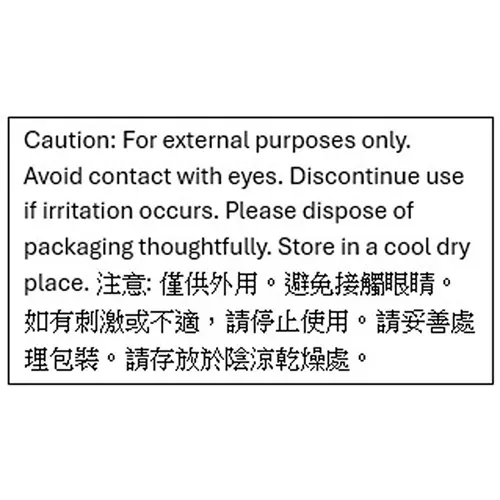 Caution: For external purposes only.
Avoid contact with eyes. Discontinue use
if irritation occurs. Please dispose of
packaging thoughtfully. Store in a cool dry
place. 注意: 僅供外用。避免接觸眼睛。
如有刺激或不適，請停止使用。請妥善處
理包裝。請存放於陰涼乾燥處。